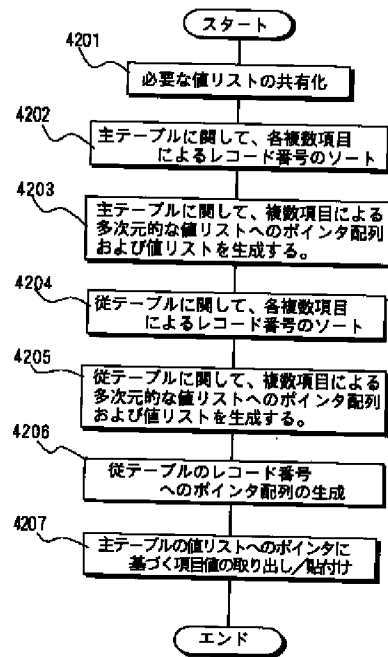 スタート
4201
必要な値リストの共有化
4202
主テーブルに関して、各複数項目
によるレコード番号のソート
4203
主テーブルに関して、複数項目による
多次元的な値リストへのポインタ配列
および値リストを生成する。
4204
従テーブルに関して、各複数項目
によるレコード番号のソート
4205
従テーブルに関して、複数項目による
多次元的な値リストへのポインタ配列
および値リストを生成する。
4206
従テーブルのレコード番号
へのポインタ配列の生成
4207
主テーブルの値リストへのポインタに
基づく項目値の取り出し/貼付け
エンド